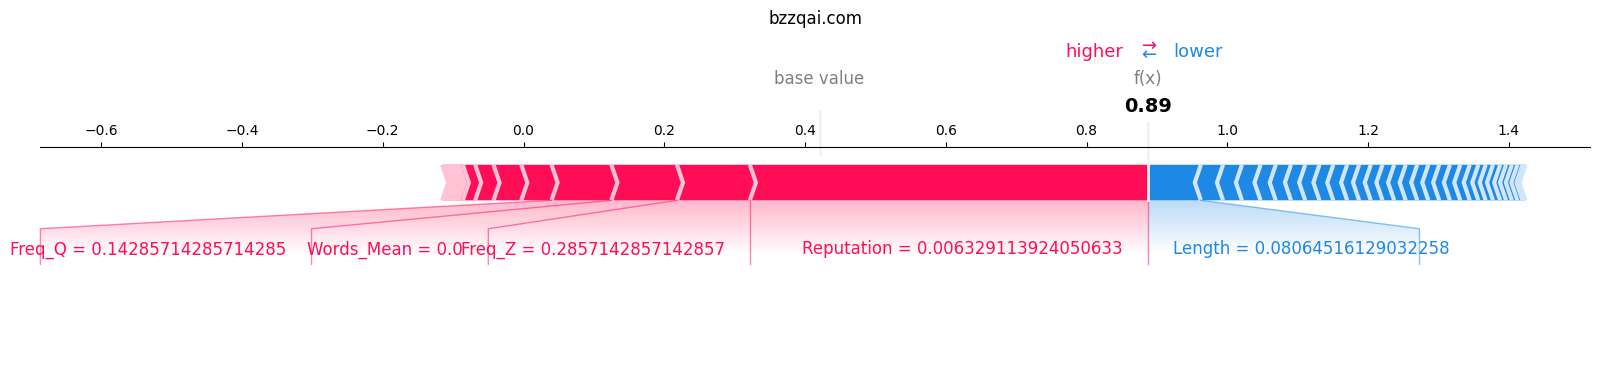 bzzqai.com
higher ⇄ lower
base value f(x)
0.89
−0.6 −0.4 −0.2 0.0 0.2 0.4 0.6 0.8 1.0 1.2 1.4
Freq_Q = 0.14285714285714285 Words_Mean = 0.0 Freq_Z = 0.2857142857142857 Reputation = 0.006329113924050633 Length = 0.08064516129032258